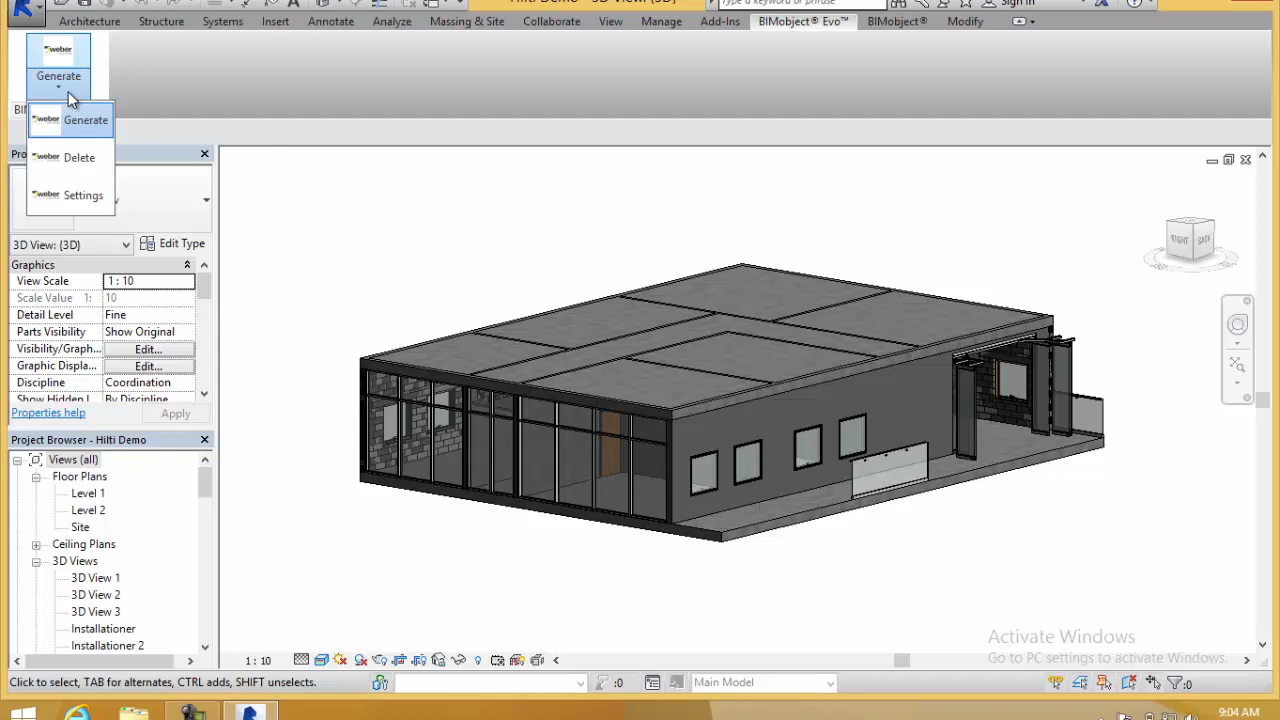 Hilti Demo - 3D View: {3D}
Type a keyword or phrase
Sign In
Architecture Structure Systems Insert Annotate Analyze Massing & Site Collaborate View Manage Add-Ins BIMobject® Evo™ BIMobject® Modify
weber
Generate
weber Generate
weber Delete
weber Settings
3D View: {3D} Edit Type
Graphics
View Scale 1 : 10
Scale Value 1: 10
Detail Level Fine
Parts Visibility Show Original
Visibility/Graph... Edit...
Graphic Displa... Edit...
Discipline Coordination
Show Hidden L By Discipline
Properties help Apply
Project Browser - Hilti Demo
Views (all)
Floor Plans
Level 1
Level 2
Site
Ceiling Plans
3D Views
3D View 1
3D View 2
3D View 3
Installationer
Installationer 2
RIGHT BACK
Activate Windows
Go to PC settings to activate Windows.
1 : 10
Click to select, TAB for alternates, CTRL adds, SHIFT unselects.
:0
Main Model
:0
9:04 AM